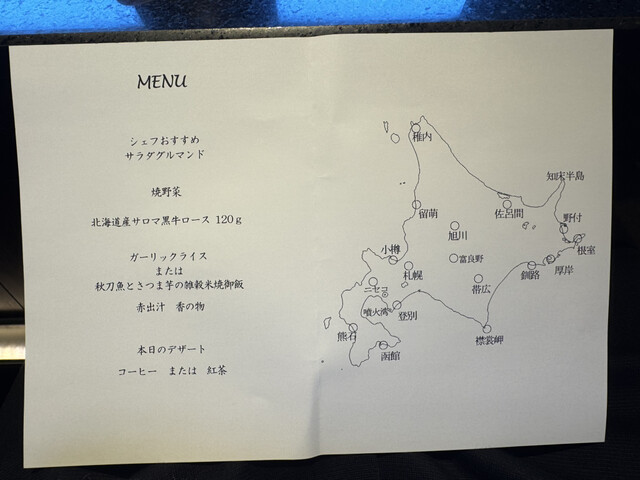 MENU
シェフおすすめ
サラダグルマンド
焼野菜
北海道産サロマ黒牛ロース 120g
ガーリックライス
または
秋刀魚とさつま芋の雑穀米焼御飯
赤出汁 香の物
本日のデザート
コーヒー または 紅茶
稚内
知床半島
留萌
佐呂間
野付
旭川
根室
小樽
富良野
厚岸
札幌
釧路
ニセコ
帯広
噴火湾
登別
熊石
襟裳岬
函館